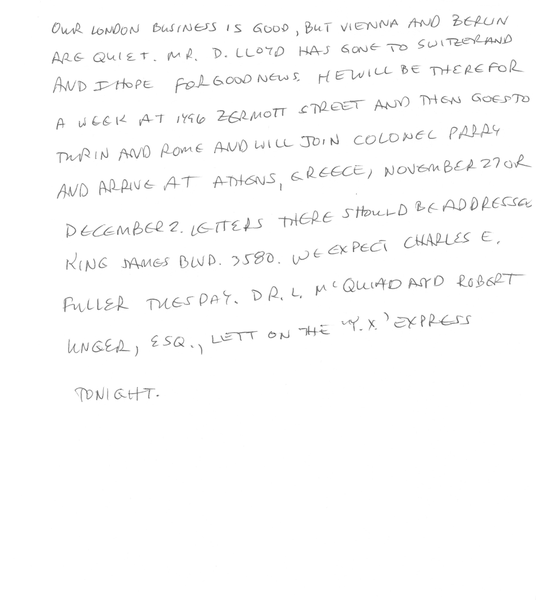 OUR LONDON BUSINESS IS GOOD, BUT VIENNA AND BERLIN
ARE QUIET. MR. D. LLOYD HAS GONE TO SWITZERAND
AND I HOPE FOR GOOD NEWS. HE WILL BE THERE FOR
A WEEK AT 1496 ZERMOTT STREET AND THEN GOES TO
TURIN AND ROME AND WILL JOIN COLONEL PARRY
AND ARRIVE AT ATHENS, GREECE, NOVEMBER 27 OR
DECEMBER 2. LETTERS THERE SHOULD BE ADDRESSED
KING JAMES BLVD. 3580. WE EXPECT CHARLES E.
FULLER TUESDAY. DR. L. MCQUAID AND ROBERT
UNGER, ESQ., LEFT ON THE "Y.X." EXPRESS
TONIGHT.